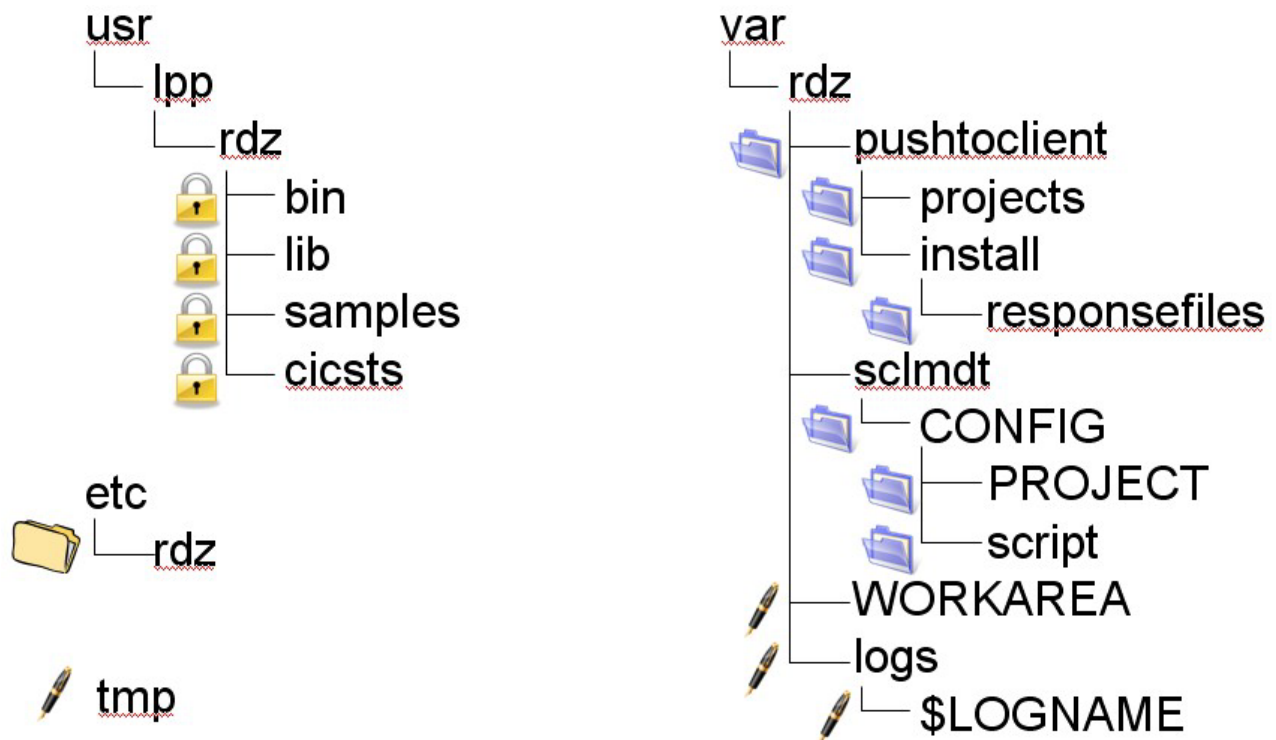 usr
lpp
rdz
bin
lib
samples
cicsts
etc
rdz
tmp
var
rdz
pushtoclient
projects
install
responsefiles
sclmdt
CONFIG
PROJECT
script
WORKAREA
logs
$LOGNAME